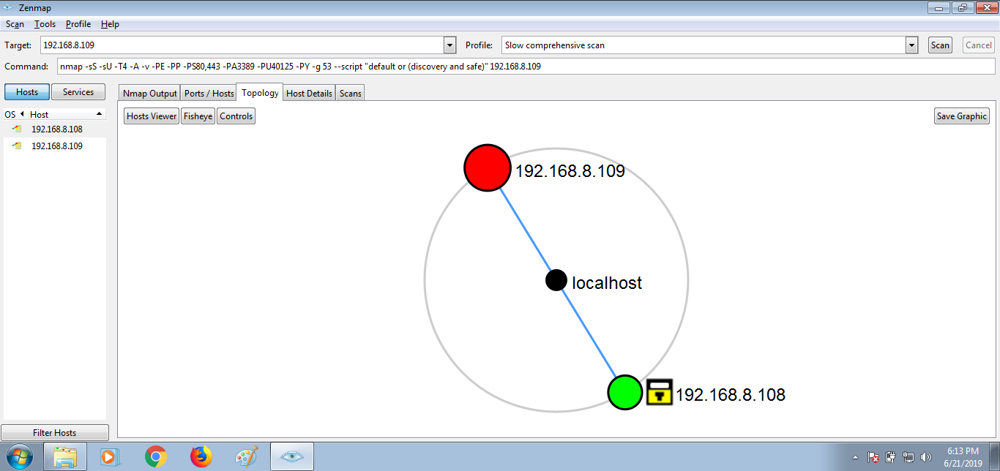 Zenmap
Scan Tools Profile Help
Target: 192.168.8.109 Profile: Slow comprehensive scan Scan Cancel
Command: nmap -sS -sU -T4 -A -v -PE -PP -PS80,443 -PA3389 -PU40125 -PY -g 53 --script "default or (discovery and safe)" 192.168.8.109
Hosts Services Nmap Output Ports / Hosts Topology Host Details Scans
OS Host
192.168.8.108
192.168.8.109
Hosts Viewer Fisheye Controls Save Graphic
192.168.8.109
localhost
192.168.8.108
Filter Hosts
6:13 PM
6/21/2019